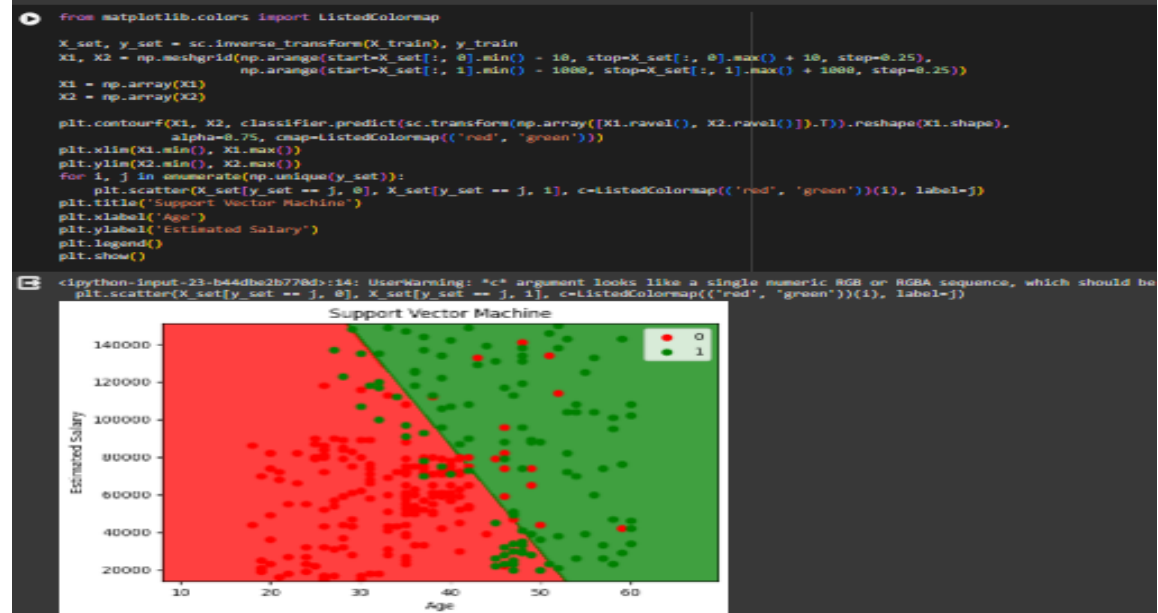 from matplotlib.colors import ListedColormap
X_set, y_set = sc.inverse_transform(X_train), y_train
X1, X2 = np.meshgrid(np.arange(start=X_set[:, 0].min() - 10, stop=X_set[:, 0].max() + 10, step=0.25),
np.arange(start=X_set[:, 1].min() - 1000, stop=X_set[:, 1].max() + 1000, step=0.25))
X1 = np.array(X1)
X2 = np.array(X2)
plt.contourf(X1, X2, classifier.predict(sc.transform(np.array([X1.ravel(), X2.ravel()]).T)).reshape(X1.shape),
alpha=0.75, cmap=ListedColormap(('red', 'green')))
plt.xlim(X1.min(), X1.max())
plt.ylim(X2.min(), X2.max())
for i, j in enumerate(np.unique(y_set)):
plt.scatter(X_set[y_set == j, 0], X_set[y_set == j, 1], c=ListedColormap(('red', 'green'))(i), label=j)
plt.title('Support Vector Machine')
plt.xlabel('Age')
plt.ylabel('Estimated Salary')
plt.legend()
plt.show()
<ipython-input-23-b44dbe2b770d>:14: UserWarning: *c* argument looks like a single numeric RGB or RGBA sequence, which should be
plt.scatter(X_set[y_set == j, 0], X_set[y_set == j, 1], c=ListedColormap(("red", "green"))(i), label=j)
Support Vector Machine
0
1
140000
120000
100000
80000
60000
40000
20000
Estimated Salary
10 20 30 40 50 60
Age